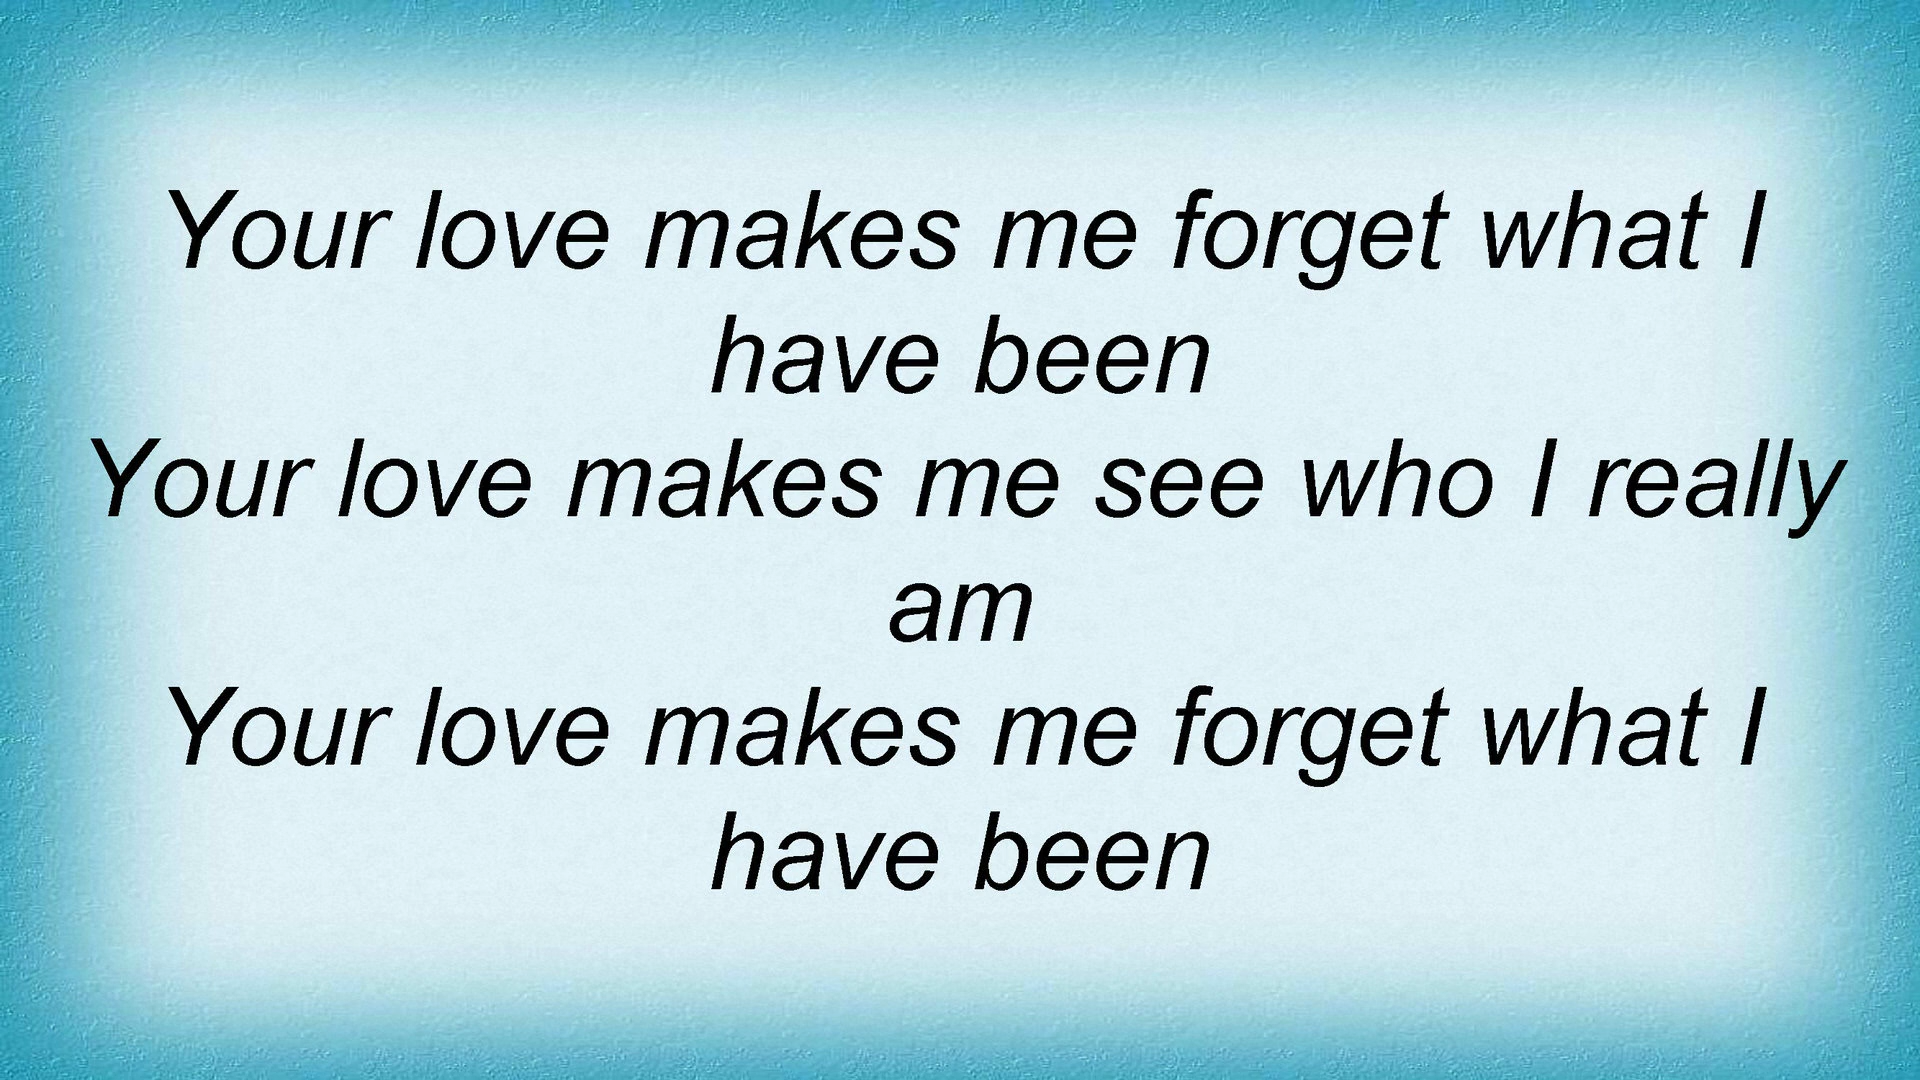 Your love makes me forget what I
have been
Your love makes me see who I really
am
Your love makes me forget what I
have been